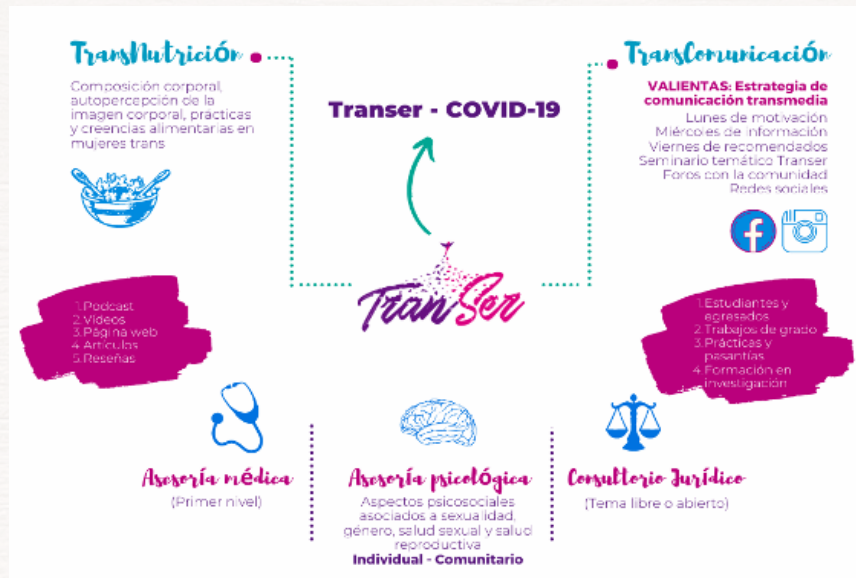 TransNutrición
Composición corporal,
autopercepción de la
imagen corporal, prácticas
y creencias alimentarias en
mujeres trans
Transer - COVID-19
TransComunicación
VALIENTAS: Estrategia de
comunicación transmedia
Lunes de motivación
Miércoles de información
Viernes de recomendados
Seminario temático Transer
Foros con la comunidad
Redes sociales
TranSer
1.Podcast
2.Videos
3.Página web
4.Artículos
5.Reseñas
1.Estudiantes y
egresados
2.Trabajos de grado
3.Prácticas y
pasantías
4.Formación en
investigación
Asesoría médica
(Primer nivel)
Asesoría psicológica
Aspectos psicosociales
asociados a sexualidad,
género, salud sexual y salud
reproductiva
Individual - Comunitario
Consultorio Jurídico
(Tema libre o abierto)